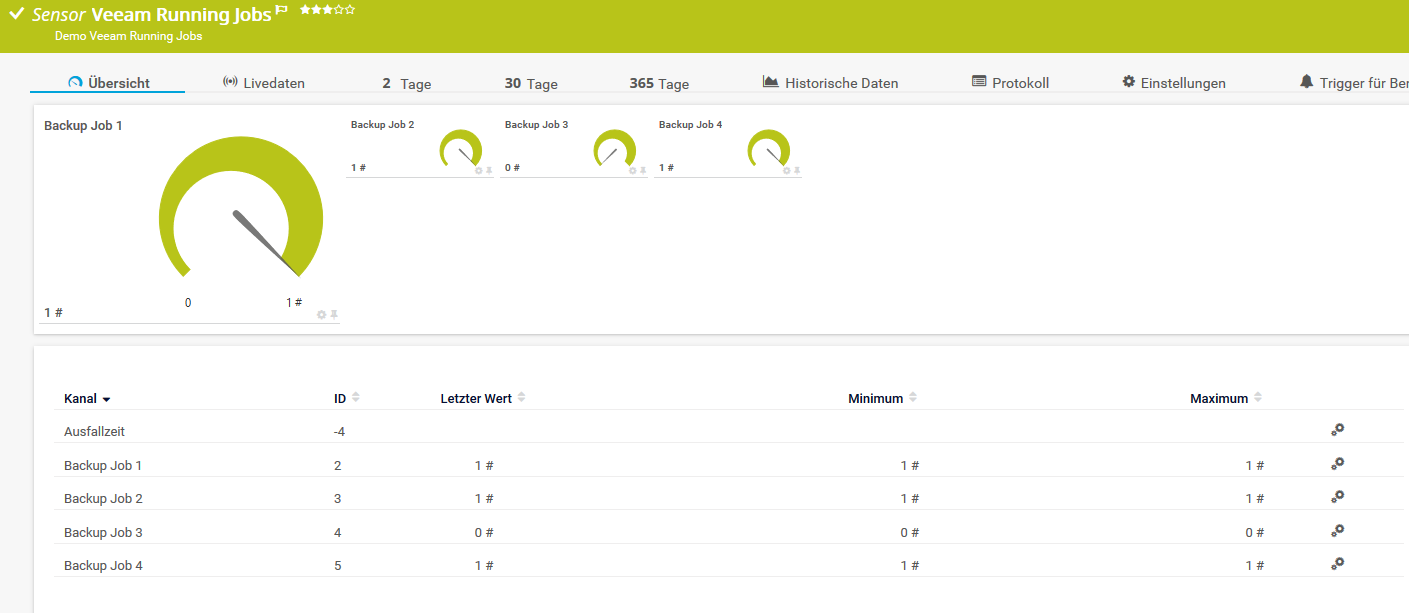 Sensor Veeam Running Jobs
Demo Veeam Running Jobs
Übersicht Livedaten 2 Tage 30 Tage 365 Tage Historische Daten Protokoll Einstellungen Trigger für Ber
Backup Job 1
0 1 #
1 #
Backup Job 2
1 #
Backup Job 3
0 #
Backup Job 4
1 #
Kanal ID Letzter Wert Minimum Maximum
Ausfallzeit -4
Backup Job 1 2 1 # 1 # 1 #
Backup Job 2 3 1 # 1 # 1 #
Backup Job 3 4 0 # 0 # 0 #
Backup Job 4 5 1 # 1 # 1 #